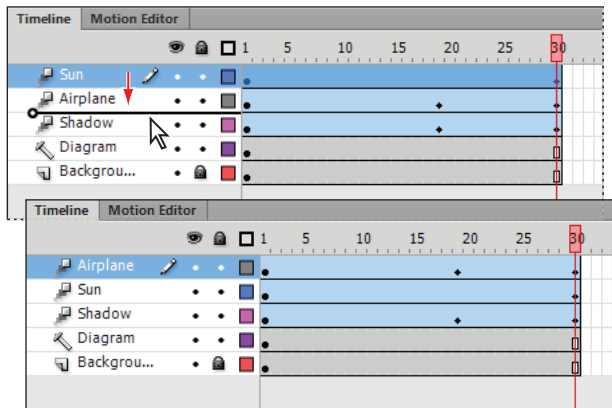 Timeline Motion Editor
1 5 10 15 20 25 30
Sun
Airplane
Shadow
Diagram
Backgrou...
Timeline Motion Editor
1 5 10 15 20 25 30
Airplane
Sun
Shadow
Diagram
Backgrou...